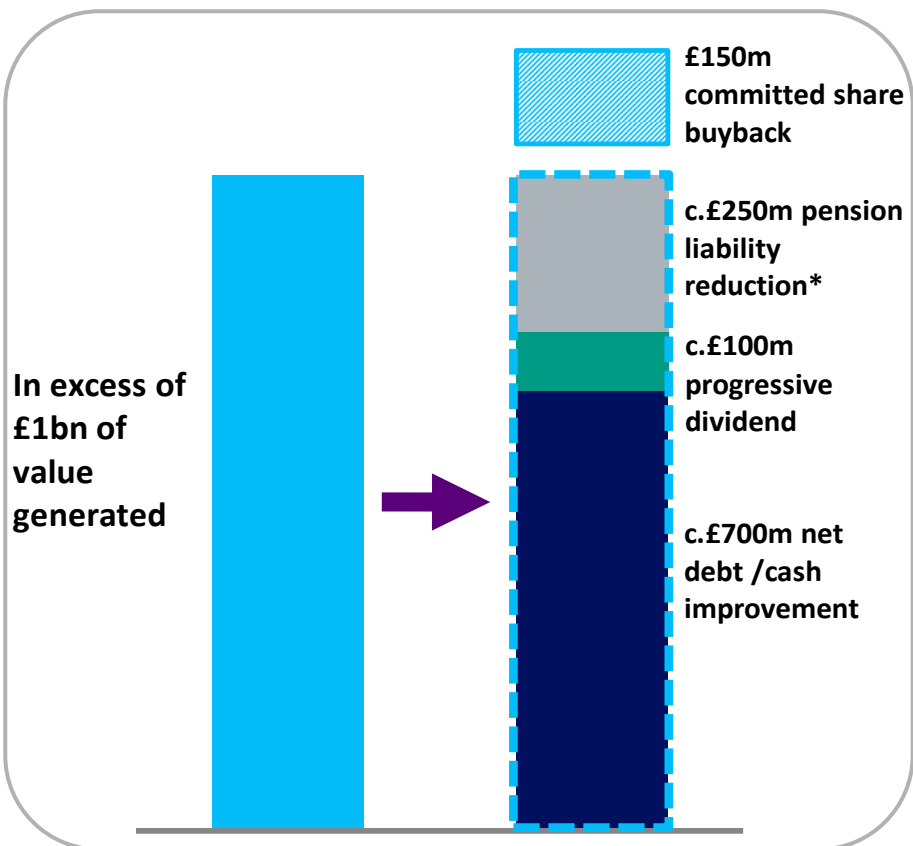 £150m
committed share
buyback
c.£250m pension
liability
reduction*
c.£100m
progressive
dividend
In excess of
£1bn of
value
generated
c.£700m net
debt /cash
improvement